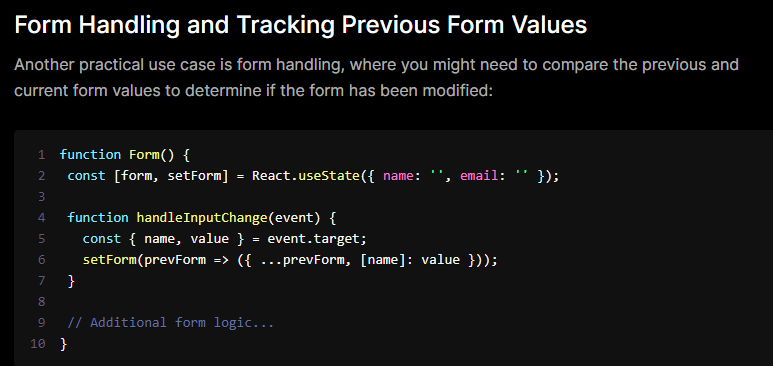 Form Handling and Tracking Previous Form Values
Another practical use case is form handling, where you might need to compare the previous and
current form values to determine if the form has been modified:
1 function Form() {
2  const [form, setForm] = React.useState({ name: '', email: '' });
3
4  function handleInputChange(event) {
5    const { name, value } = event.target;
6    setForm(prevForm => ({ ...prevForm, [name]: value }));
7  }
8
9  // Additional form logic...
10 }